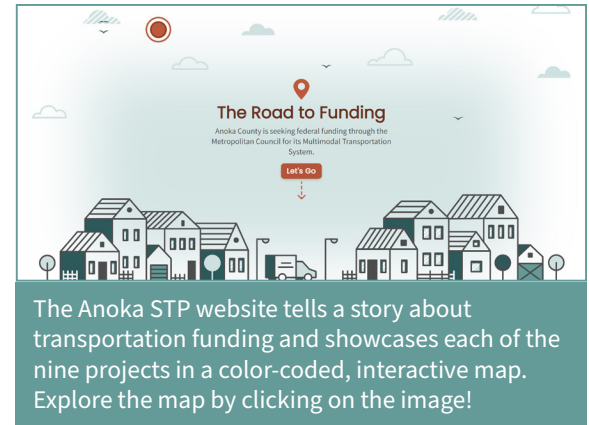 The Road to Funding
Anoka County is seeking federal funding through the
Metropolitan Council for its Multimodal Transportation
System.
Let's Go
The Anoka STP website tells a story about
transportation funding and showcases each of the
nine projects in a color-coded, interactive map.
Explore the map by clicking on the image!